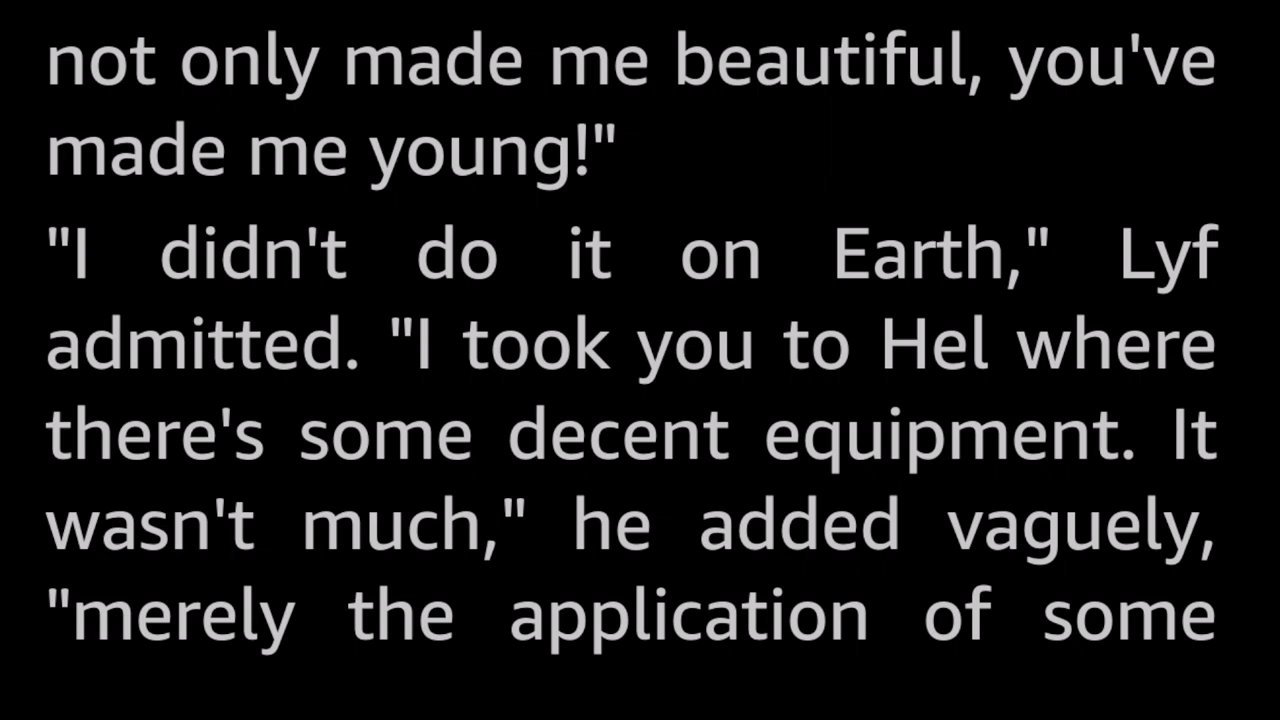 not only made me beautiful, you've
made me young!"
"I didn't do it on Earth," Lyf
admitted. "I took you to Hel where
there's some decent equipment. It
wasn't much," he added vaguely,
"merely the application of some